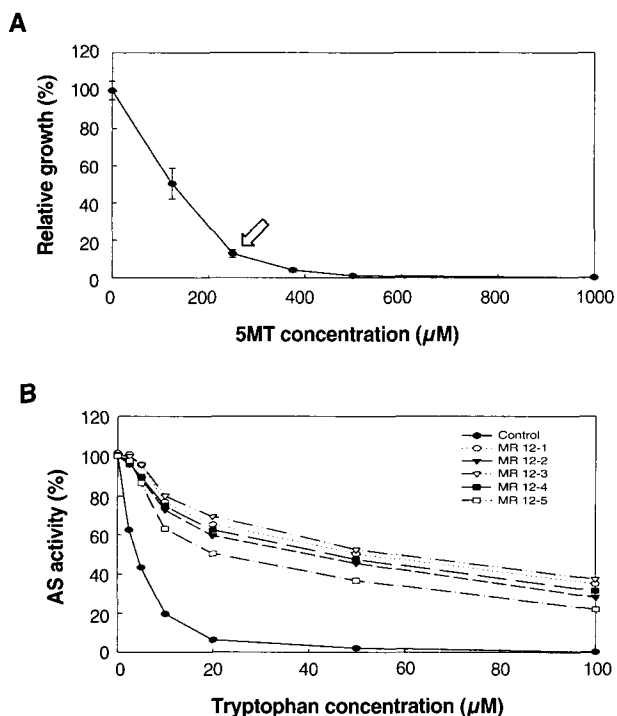 A
Relative growth (%)
120
100
80
60
40
20
0
0 200 400 600 800 1000
5MT concentration (µM)
B
AS activity (%)
120
100
80
60
40
20
0
Control
MR 12-1
MR 12-2
MR 12-3
MR 12-4
MR 12-5
0 20 40 60 80 100
Tryptophan concentration (µM)